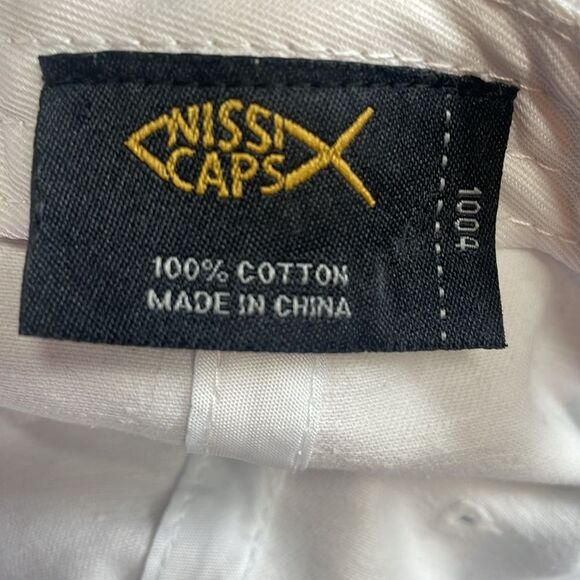 NISSI
CAPS
100% COTTON
MADE IN CHINA
1004